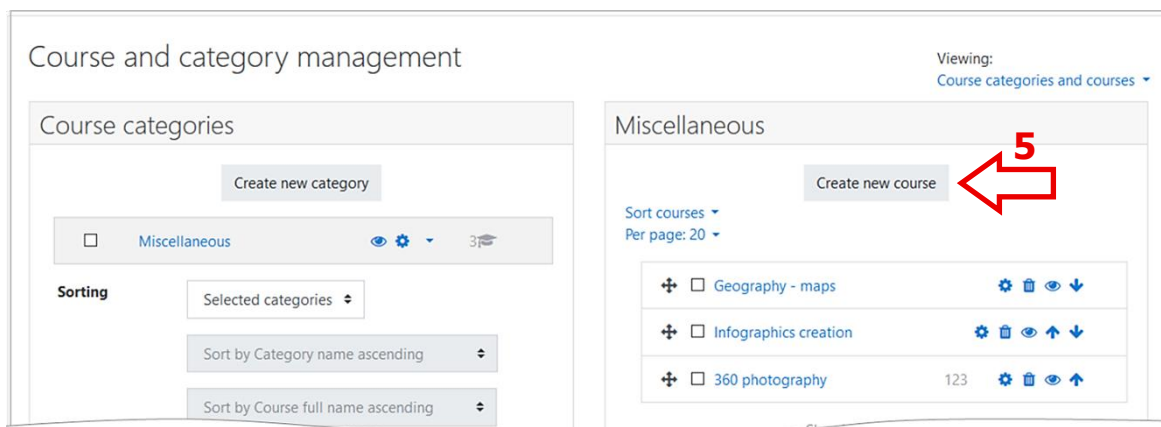 Course and category management
Viewing:
Course categories and courses
Course categories
Create new category
Miscellaneous
3
Sorting
Selected categories
Sort by Category name ascending
Sort by Course full name ascending
Miscellaneous
5
Create new course
Sort courses
Per page: 20
Geography - maps
Infographics creation
360 photography
123